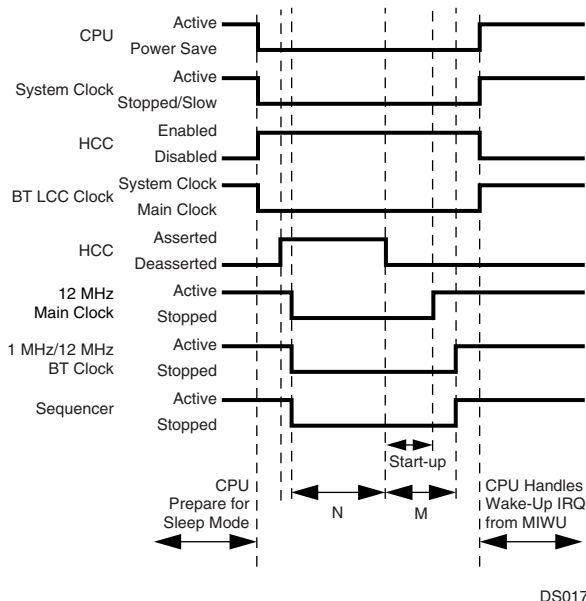 CPU
Active
Power Save
System Clock
Active
Stopped/Slow
HCC
Enabled
Disabled
BT LCC Clock
System Clock
Main Clock
HCC
Asserted
Deasserted
12 MHz
Main Clock
Active
Stopped
1 MHz/12 MHz
BT Clock
Active
Stopped
Sequencer
Active
Stopped
Start-up
CPU
Prepare for
Sleep Mode
N
M
CPU Handles
Wake-Up IRQ
from MIWU
DS017